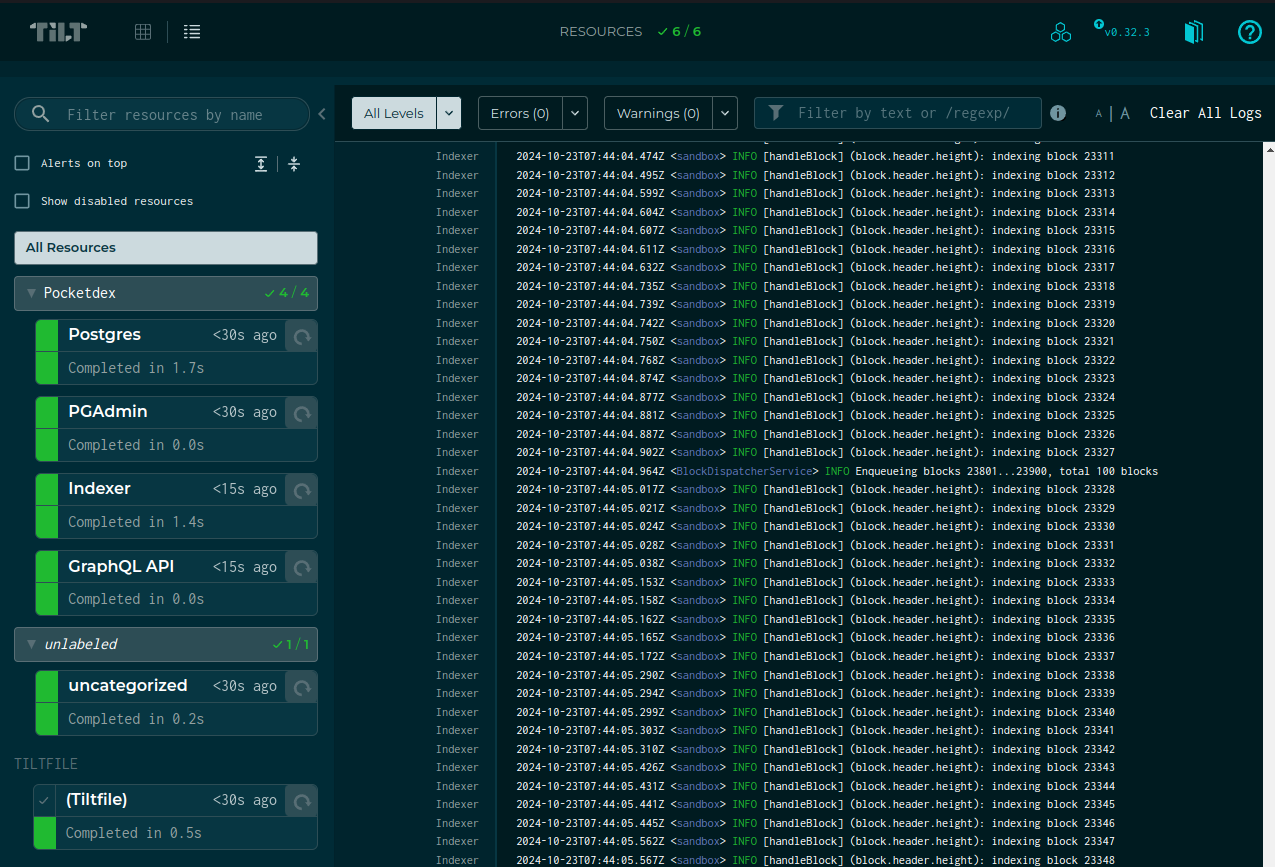 TILT
RESOURCES 6/6
v0.32.3
Filter resources by name
Alerts on top
Show disabled resources
All Resources
Pocketdex 4/4
Postgres <30s ago
Completed in 1.7s
PGAdmin <30s ago
Completed in 0.0s
Indexer <15s ago
Completed in 1.4s
GraphQL API <15s ago
Completed in 0.0s
unlabeled 1/1
uncategorized <30s ago
Completed in 0.2s
TILTFILE
(Tiltfile) <30s ago
Completed in 0.5s
All Levels Errors (0) Warnings (0) Filter by text or /regexp/ A | A Clear All Logs
Indexer 2024-10-23T07:44:04.474Z <sandbox> INFO [handleBlock] (block.header.height): indexing block 23311
Indexer 2024-10-23T07:44:04.495Z <sandbox> INFO [handleBlock] (block.header.height): indexing block 23312
Indexer 2024-10-23T07:44:04.599Z <sandbox> INFO [handleBlock] (block.header.height): indexing block 23313
Indexer 2024-10-23T07:44:04.604Z <sandbox> INFO [handleBlock] (block.header.height): indexing block 23314
Indexer 2024-10-23T07:44:04.607Z <sandbox> INFO [handleBlock] (block.header.height): indexing block 23315
Indexer 2024-10-23T07:44:04.611Z <sandbox> INFO [handleBlock] (block.header.height): indexing block 23316
Indexer 2024-10-23T07:44:04.632Z <sandbox> INFO [handleBlock] (block.header.height): indexing block 23317
Indexer 2024-10-23T07:44:04.735Z <sandbox> INFO [handleBlock] (block.header.height): indexing block 23318
Indexer 2024-10-23T07:44:04.739Z <sandbox> INFO [handleBlock] (block.header.height): indexing block 23319
Indexer 2024-10-23T07:44:04.742Z <sandbox> INFO [handleBlock] (block.header.height): indexing block 23320
Indexer 2024-10-23T07:44:04.750Z <sandbox> INFO [handleBlock] (block.header.height): indexing block 23321
Indexer 2024-10-23T07:44:04.768Z <sandbox> INFO [handleBlock] (block.header.height): indexing block 23322
Indexer 2024-10-23T07:44:04.874Z <sandbox> INFO [handleBlock] (block.header.height): indexing block 23323
Indexer 2024-10-23T07:44:04.877Z <sandbox> INFO [handleBlock] (block.header.height): indexing block 23324
Indexer 2024-10-23T07:44:04.881Z <sandbox> INFO [handleBlock] (block.header.height): indexing block 23325
Indexer 2024-10-23T07:44:04.887Z <sandbox> INFO [handleBlock] (block.header.height): indexing block 23326
Indexer 2024-10-23T07:44:04.902Z <sandbox> INFO [handleBlock] (block.header.height): indexing block 23327
Indexer 2024-10-23T07:44:04.964Z <BlockDispatcherService> INFO Enqueueing blocks 23801...23900, total 100 blocks
Indexer 2024-10-23T07:44:05.017Z <sandbox> INFO [handleBlock] (block.header.height): indexing block 23328
Indexer 2024-10-23T07:44:05.021Z <sandbox> INFO [handleBlock] (block.header.height): indexing block 23329
Indexer 2024-10-23T07:44:05.024Z <sandbox> INFO [handleBlock] (block.header.height): indexing block 23330
Indexer 2024-10-23T07:44:05.028Z <sandbox> INFO [handleBlock] (block.header.height): indexing block 23331
Indexer 2024-10-23T07:44:05.038Z <sandbox> INFO [handleBlock] (block.header.height): indexing block 23332
Indexer 2024-10-23T07:44:05.153Z <sandbox> INFO [handleBlock] (block.header.height): indexing block 23333
Indexer 2024-10-23T07:44:05.158Z <sandbox> INFO [handleBlock] (block.header.height): indexing block 23334
Indexer 2024-10-23T07:44:05.162Z <sandbox> INFO [handleBlock] (block.header.height): indexing block 23335
Indexer 2024-10-23T07:44:05.165Z <sandbox> INFO [handleBlock] (block.header.height): indexing block 23336
Indexer 2024-10-23T07:44:05.172Z <sandbox> INFO [handleBlock] (block.header.height): indexing block 23337
Indexer 2024-10-23T07:44:05.290Z <sandbox> INFO [handleBlock] (block.header.height): indexing block 23338
Indexer 2024-10-23T07:44:05.294Z <sandbox> INFO [handleBlock] (block.header.height): indexing block 23339
Indexer 2024-10-23T07:44:05.299Z <sandbox> INFO [handleBlock] (block.header.height): indexing block 23340
Indexer 2024-10-23T07:44:05.303Z <sandbox> INFO [handleBlock] (block.header.height): indexing block 23341
Indexer 2024-10-23T07:44:05.310Z <sandbox> INFO [handleBlock] (block.header.height): indexing block 23342
Indexer 2024-10-23T07:44:05.426Z <sandbox> INFO [handleBlock] (block.header.height): indexing block 23343
Indexer 2024-10-23T07:44:05.431Z <sandbox> INFO [handleBlock] (block.header.height): indexing block 23344
Indexer 2024-10-23T07:44:05.441Z <sandbox> INFO [handleBlock] (block.header.height): indexing block 23345
Indexer 2024-10-23T07:44:05.445Z <sandbox> INFO [handleBlock] (block.header.height): indexing block 23346
Indexer 2024-10-23T07:44:05.562Z <sandbox> INFO [handleBlock] (block.header.height): indexing block 23347
Indexer 2024-10-23T07:44:05.567Z <sandbox> INFO [handleBlock] (block.header.height): indexing block 23348